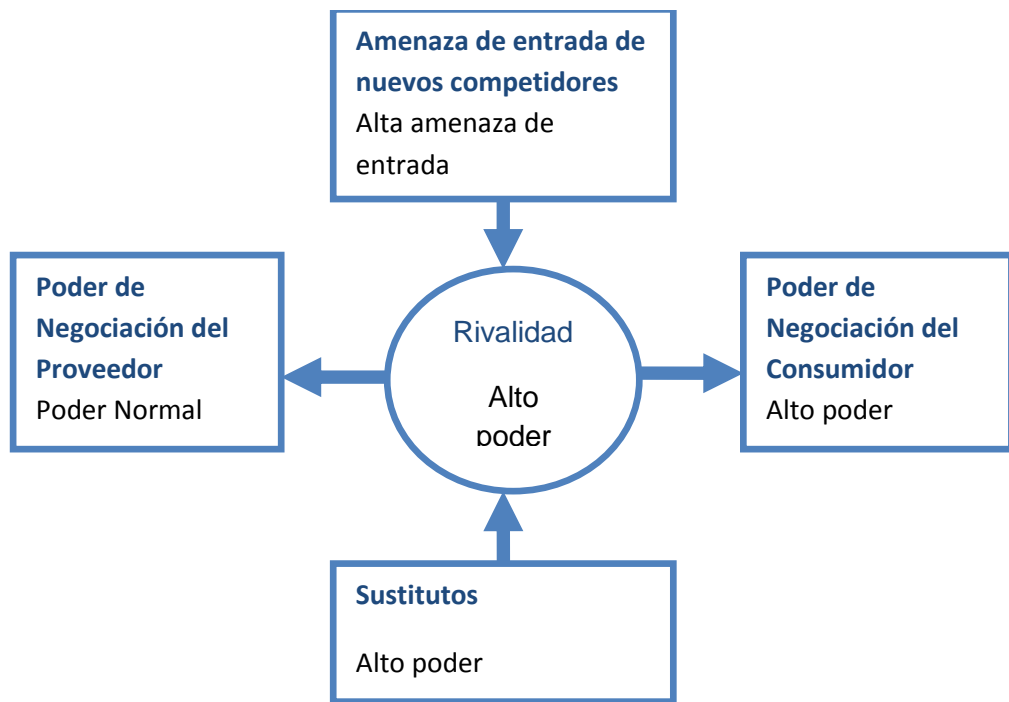 Amenaza de entrada de
nuevos competidores
Alta amenaza de
entrada
Poder de
Negociación del
Proveedor
Poder Normal
Rivalidad
Alto
poder
Poder de
Negociación del
Consumidor
Alto poder
Sustitutos
Alto poder